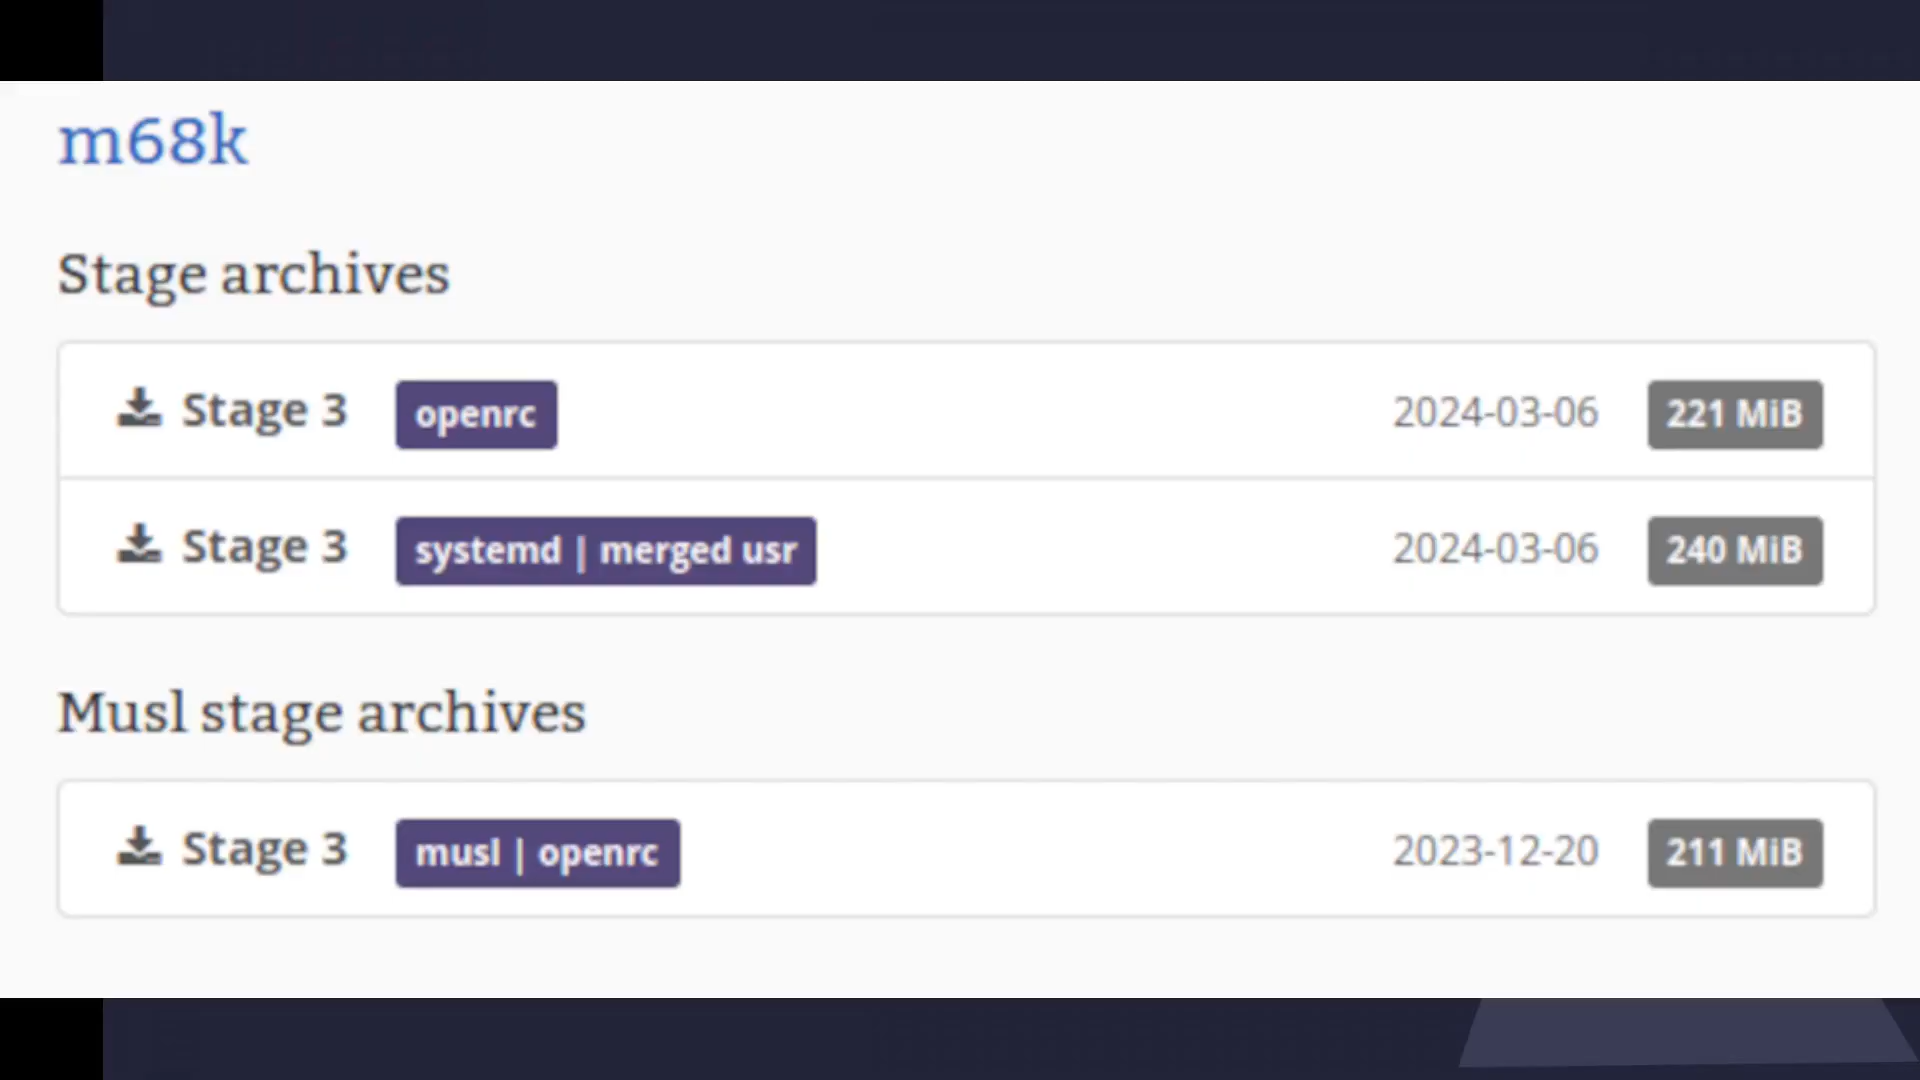 m68k
Stage archives
Stage 3 openrc 2024-03-06 221 MiB
Stage 3 systemd | merged usr 2024-03-06 240 MiB
Musl stage archives
Stage 3 musl | openrc 2023-12-20 211 MiB